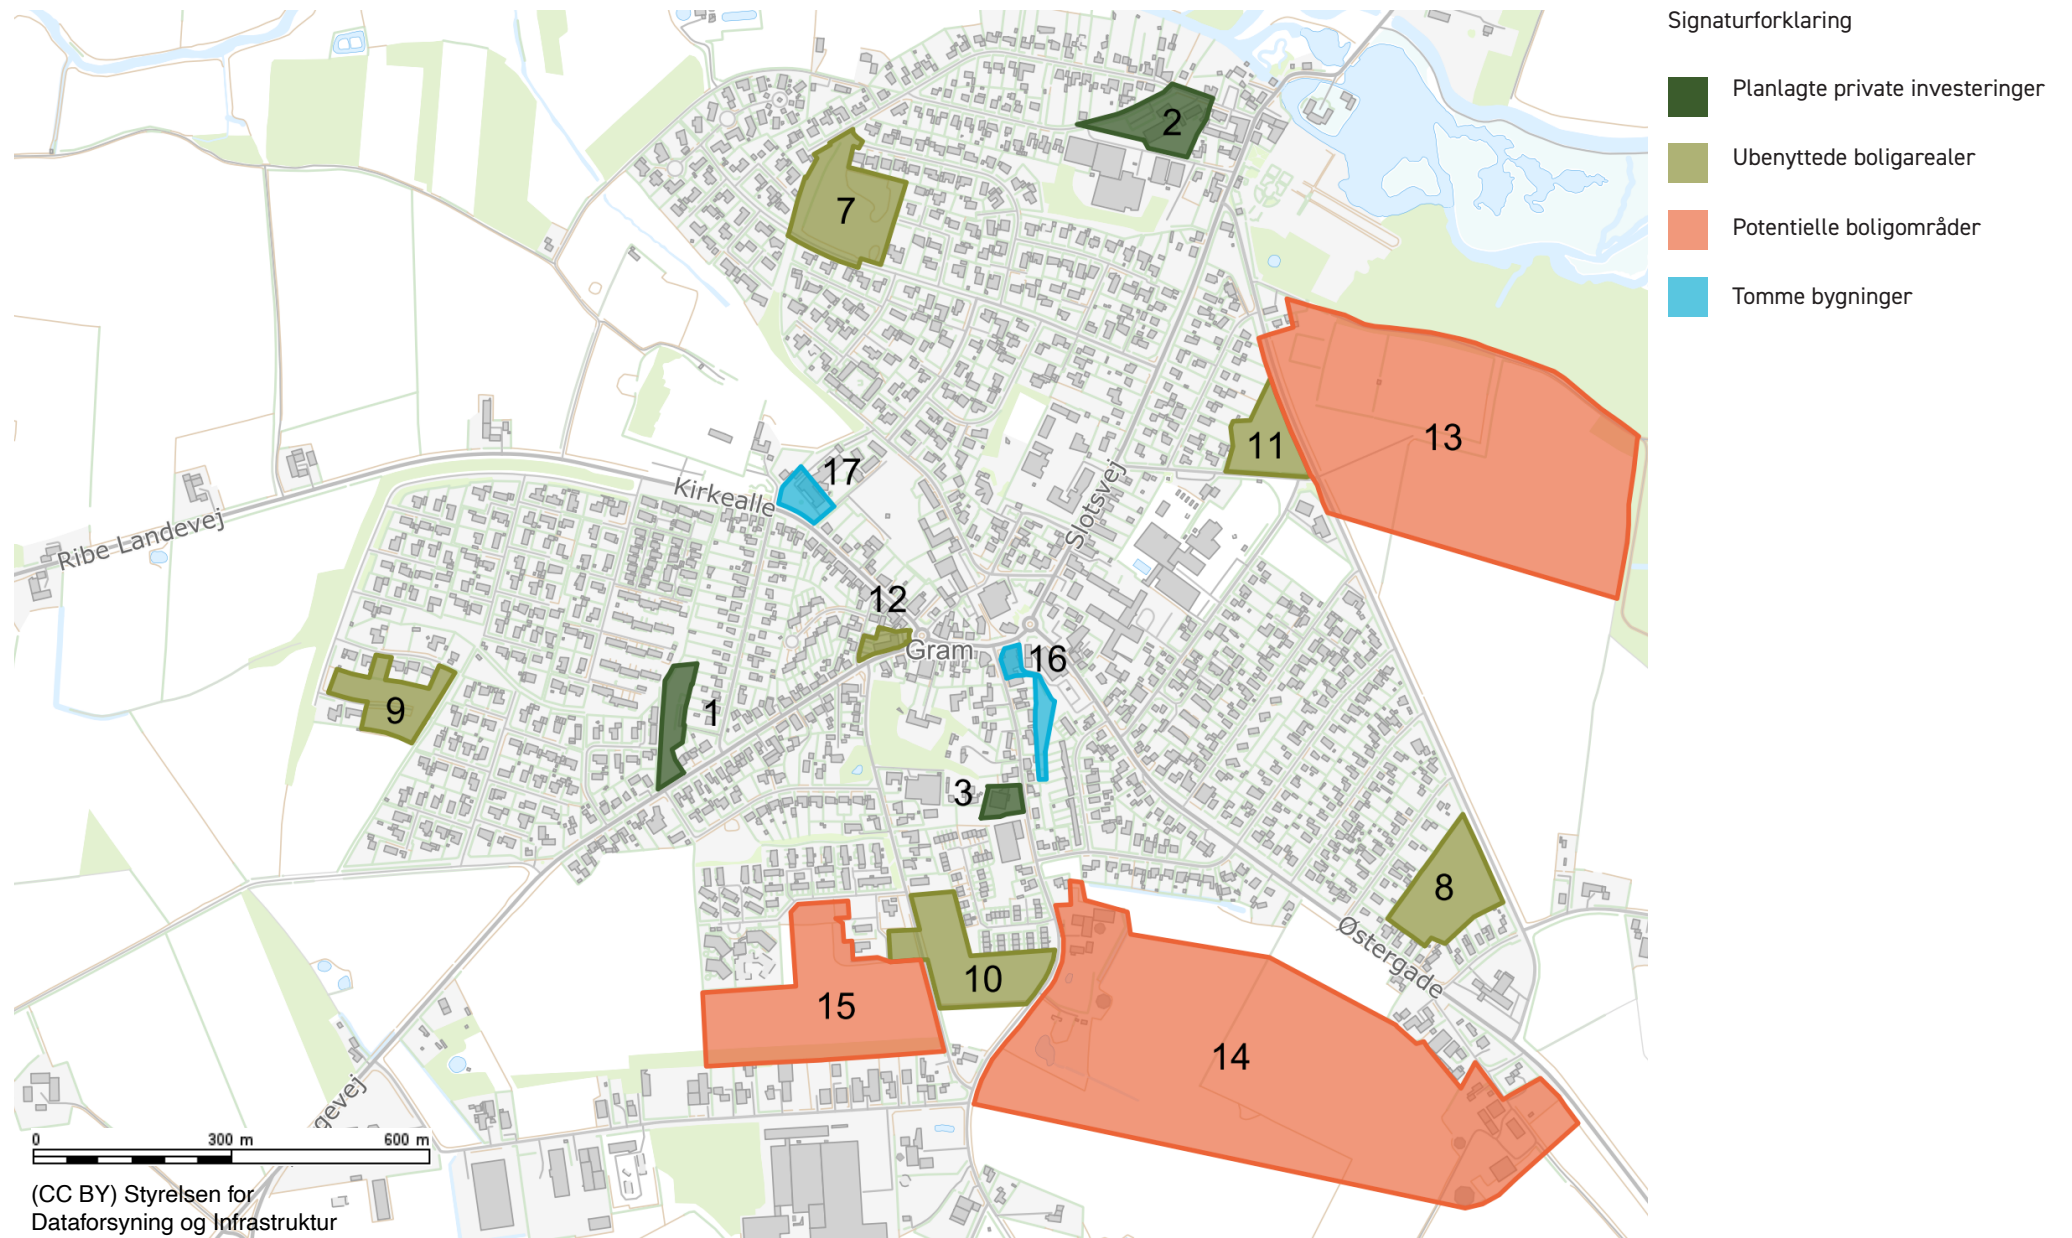 Signaturforklaring
Planlagte private investeringer
Ubenyttede boligarealer
Potentielle boligområder
Tomme bygninger
2
7
13
11
17
Kirkealle
Slotsvej
Ribe Landevej
12
Gram
16
9
1
3
8
Østergade
10
15
14
gevej
0 300 m 600 m
(CC BY) Styrelsen for
Dataforsyning og Infrastruktur